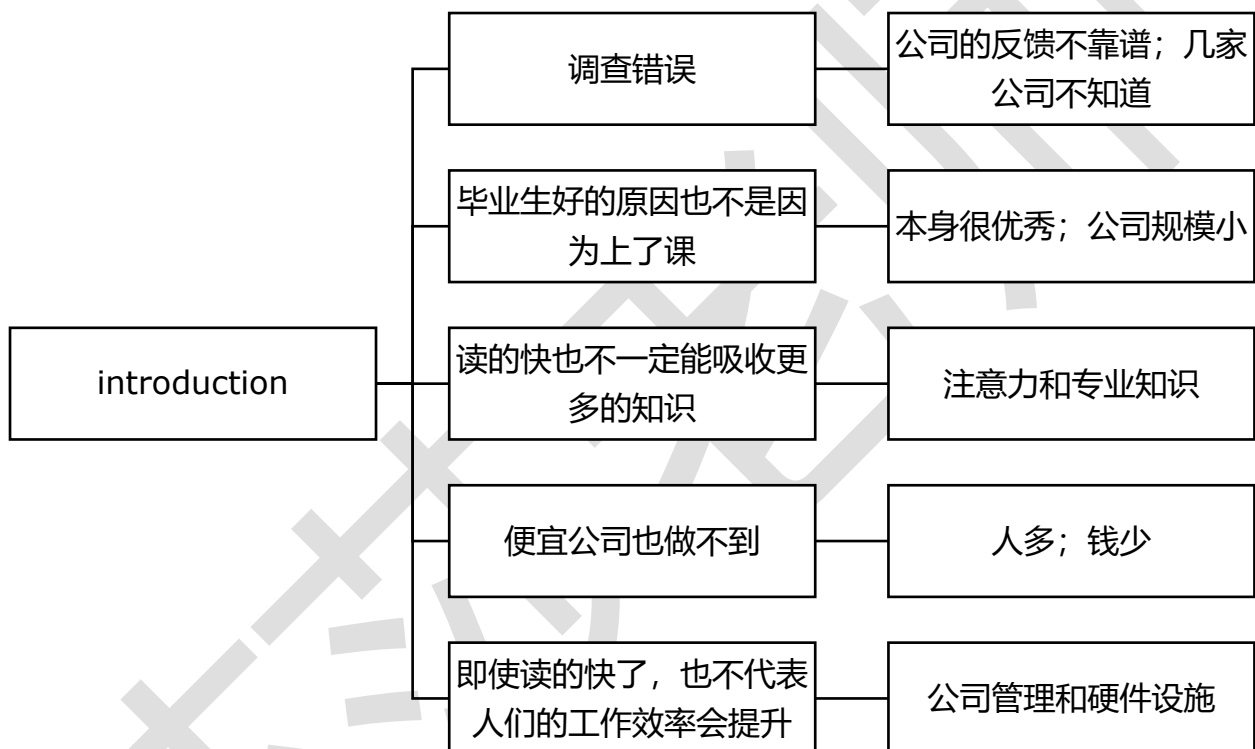 调查错误
公司的反馈不靠谱；几家
公司不知道
毕业生好的原因也不是因
为上了课
本身很优秀；公司规模小
introduction
读的快也不一定能吸收更
多的知识
注意力和专业知识
便宜公司也做不到
人多；钱少
即使读的快了，也不代表
人们的工作效率会提升
公司管理和硬件设施